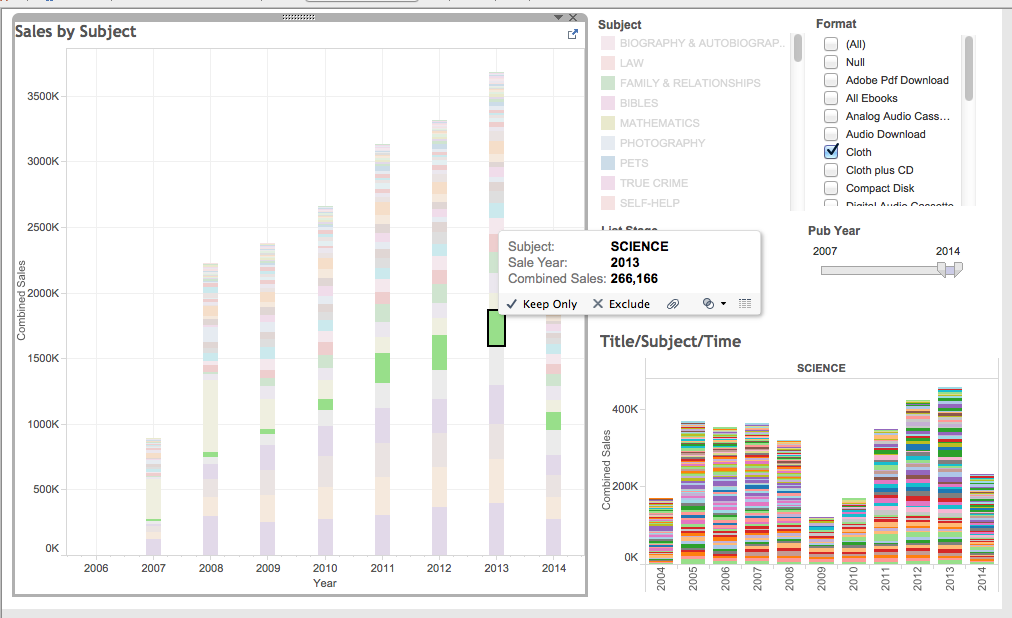 Sales by Subject
3500K
3000K
2500K
2000K
1500K
1000K
500K
0K
Combined Sales
2006 2007 2008 2009 2010 2011 2012 2013 2014
Year
Subject
BIOGRAPHY & AUTOBIOGRAP..
LAW
FAMILY & RELATIONSHIPS
BIBLES
MATHEMATICS
PHOTOGRAPHY
PETS
TRUE CRIME
SELF-HELP
Format
(All)
Null
Adobe Pdf Download
All Ebooks
Analog Audio Cass...
Audio Download
Cloth
Cloth plus CD
Compact Disk
Digital Audio Cassette
List Stage
Subject: SCIENCE
Sale Year: 2013
Combined Sales: 266,166
Keep Only Exclude
Pub Year
2007 2014
Title/Subject/Time
SCIENCE
400K
200K
0K
Combined Sales
2004 2005 2006 2007 2008 2009 2010 2011 2012 2013 2014